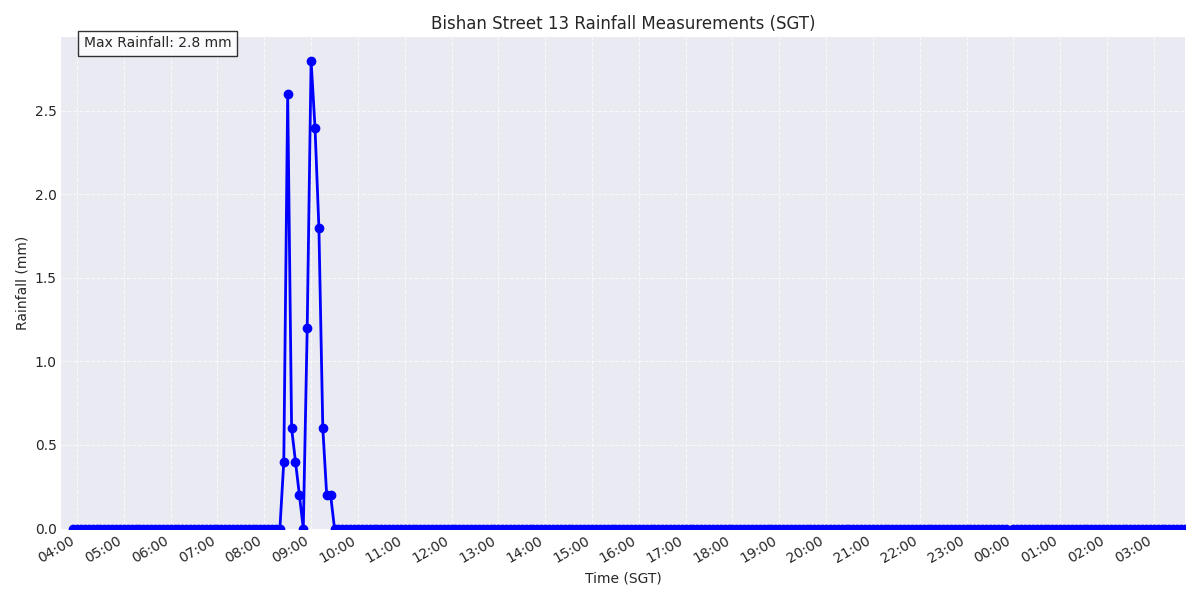 Bishan Street 13 Rainfall Measurements (SGT)
Max Rainfall: 2.8 mm
Rainfall (mm)
2.5
2.0
1.5
1.0
0.5
0.0
04:00 05:00 06:00 07:00 08:00 09:00 10:00 11:00 12:00 13:00 14:00 15:00 16:00 17:00 18:00 19:00 20:00 21:00 22:00 23:00 00:00 01:00 02:00 03:00
Time (SGT)